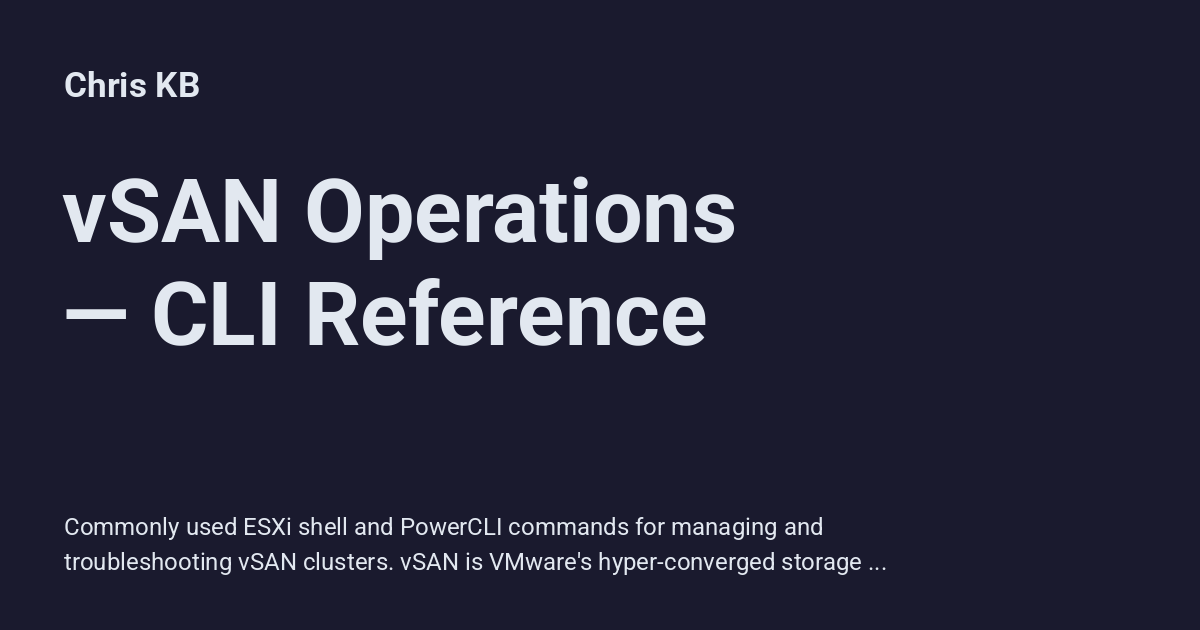 Chris KB
vSAN Operations
— CLI Reference
Commonly used ESXi shell and PowerCLI commands for managing and
troubleshooting vSAN clusters. vSAN is VMware's hyper-converged storage ...